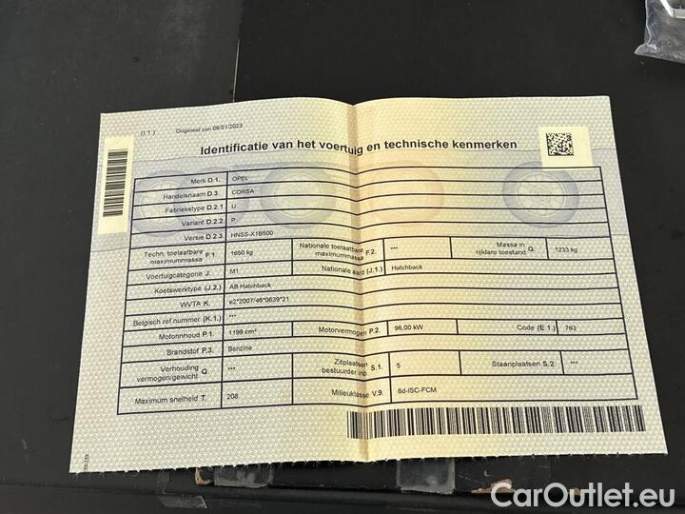 (I.1.) Origineel van 09/01/2023
Identificatie van het voertuig en technische kenmerken
Merk D.1. OPEL
Handelsnaam D.3. CORSA
Fabriekstype D.2.1 U
Variant D.2.2 P
Versie D.2.3. HNSS-X1B500
Techn. toelaatbare maximummassa F.1. 1650 kg Nationale toelaatbare maximummassa F.2. *** Massa in rijklare toestand G. 1233 kg
Voertuigcategorie J. M1 Nationale aard (J.1.) Hatchback
Koetswerktype (J.2.) AB Hatchback
WVTA K. e2*2007/46*0639*21
Belgisch ref nummer (K.1.) ***
Motorinhoud P.1. 1199 cm³ Motorvermogen P.2. 96,00 kW Code (E 1.) 763
Brandstof P.3. Benzine
Verhouding vermogen/gewicht Q. *** Zitplaatsen bestuurder inb S.1. 5 Staanplaatsen S.2. ***
Maximum snelheid T. 208 Milieuklasse V.9. 6d-ISC-FCM
CarOutlet.eu